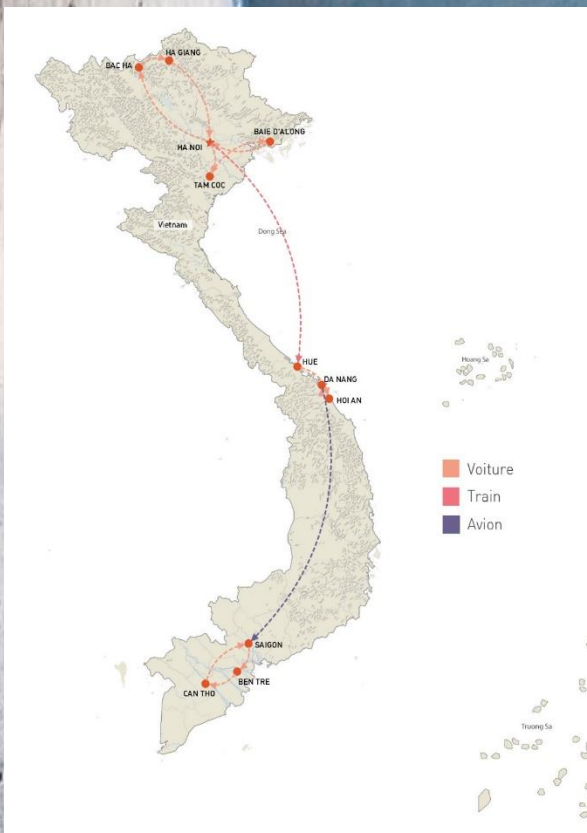 HA GIANG
BAC HA
BAIE D'ALONG
HA NOI
TAM COC
Vietnam
Dong Sea
HUE
DA NANG
HOI AN
Hoang Sa
Voiture
Train
Avion
SAIGON
BEN TRE
CAN THO
Truong Sa